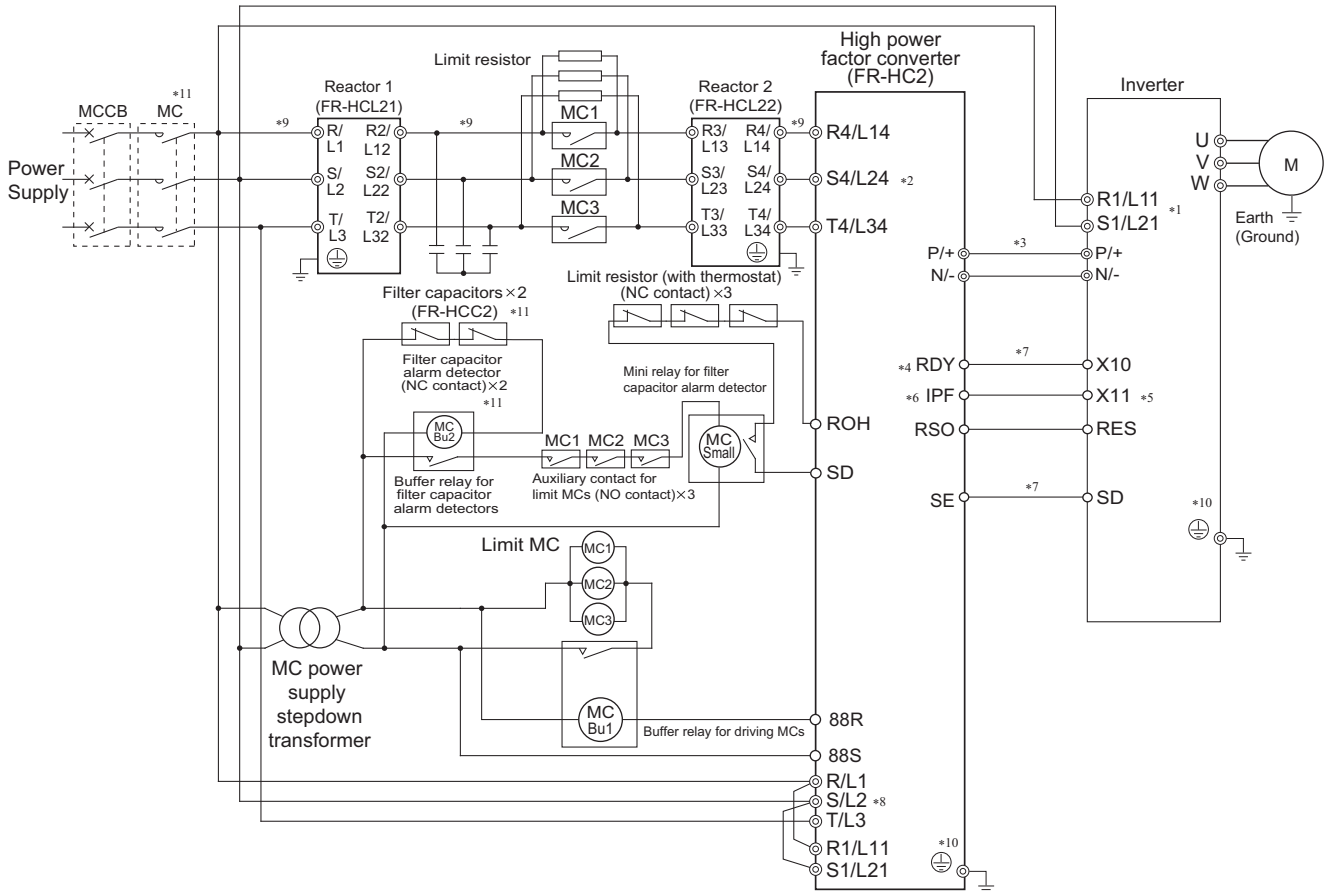 High power
factor converter
(FR-HC2)
Inverter
Limit resistor
Reactor 1
(FR-HCL21)
Reactor 2
(FR-HCL22)
MCCB
MC
*11
*9
*9
*9
MC1
MC2
MC3
Power
Supply
R/
L1
R2/
L12
S/
L2
S2/
L22
T/
L3
T2/
L32
R3/
L13
R4/
L14
S3/
L23
S4/
L24
T3/
L33
T4/
L34
R4/L14
S4/L24 *2
T4/L34
U
V
W
M
Earth
(Ground)
R1/L11
S1/L21
*1
P/+
*3
P/+
N/-
N/-
Filter capacitors×2
(FR-HCC2)
*11
Limit resistor (with thermostat)
(NC contact)×3
Filter capacitor
alarm detector
(NC contact)×2
Mini relay for filter
capacitor alarm detector
*4 RDY
*7
X10
*6 IPF
X11 *5
RSO
RES
*11
MC
Bu2
MC1 MC2 MC3
MC
Small
ROH
SD
Buffer relay for
filter capacitor
alarm detectors
Auxiliary contact for
limit MCs (NO contact)×3
SE
*7
SD
*10
Limit MC
MC1
MC2
MC3
MC power
supply
stepdown
transformer
MC
Bu1
Buffer relay for driving MCs
88R
88S
R/L1
S/L2 *8
T/L3
R1/L11
S1/L21
*10